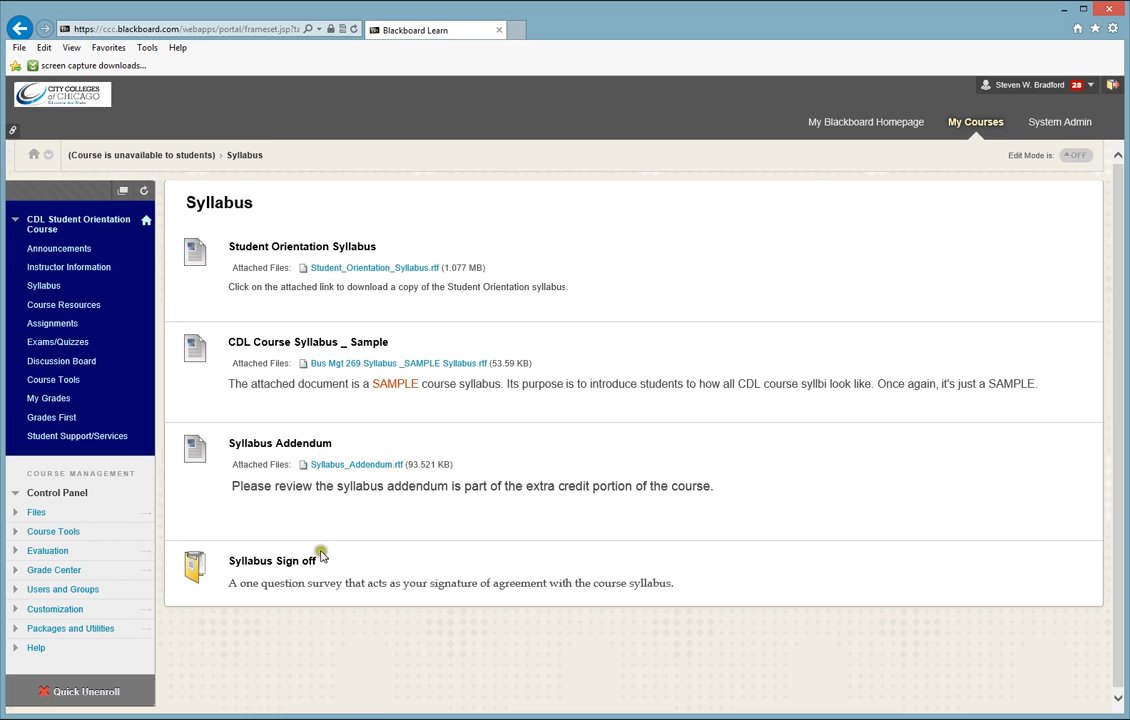 https://ccc.blackboard.com/webapps/portal/frameset.jsp?ta
Blackboard Learn
File Edit View Favorites Tools Help
screen capture downloads...
CITY COLLEGES
of CHICAGO
Steven W. Bradford 28
My Blackboard Homepage My Courses System Admin
(Course is unavailable to students) Syllabus
Edit Mode is: OFF
CDL Student Orientation
Course
Announcements
Instructor Information
Syllabus
Course Resources
Assignments
Exams/Quizzes
Discussion Board
Course Tools
My Grades
Grades First
Student Support/Services
COURSE MANAGEMENT
Control Panel
Files
Course Tools
Evaluation
Grade Center
Users and Groups
Customization
Packages and Utilities
Help
Quick Unenroll
Syllabus
Student Orientation Syllabus
Attached Files: Student_Orientation_Syllabus.rtf (1.077 MB)
Click on the attached link to download a copy of the Student Orientation syllabus.
CDL Course Syllabus _ Sample
Attached Files: Bus Mgt 269 Syllabus _SAMPLE Syllabus.rtf (53.59 KB)
The attached document is a SAMPLE course syllabus. Its purpose is to introduce students to how all CDL course syllbi look like. Once again, it's just a SAMPLE.
Syllabus Addendum
Attached Files: Syllabus_Addendum.rtf (93.521 KB)
Please review the syllabus addendum is part of the extra credit portion of the course.
Syllabus Sign off
A one question survey that acts as your signature of agreement with the course syllabus.